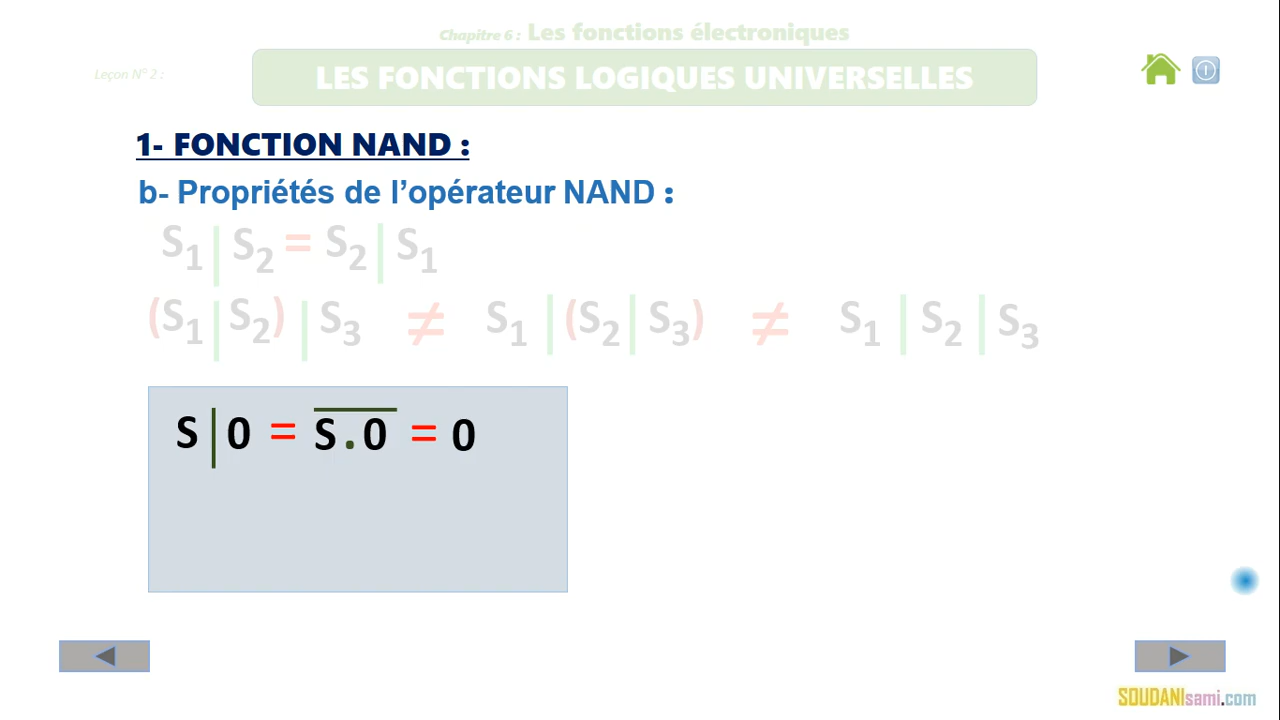 Chapitre 6 : Les fonctions électroniques
Leçon N° 2 :
LES FONCTIONS LOGIQUES UNIVERSELLES
1- FONCTION NAND :
b- Propriétés de l’opérateur NAND :
S₁ | S₂ = S₂ | S₁
(S₁ | S₂) | S₃ ≠ S₁ | (S₂ | S₃) ≠ S₁ | S₂ | S₃
S | 0 = S̅ ̅.̅ ̅0̅ = 0
SOUDANIsami.com